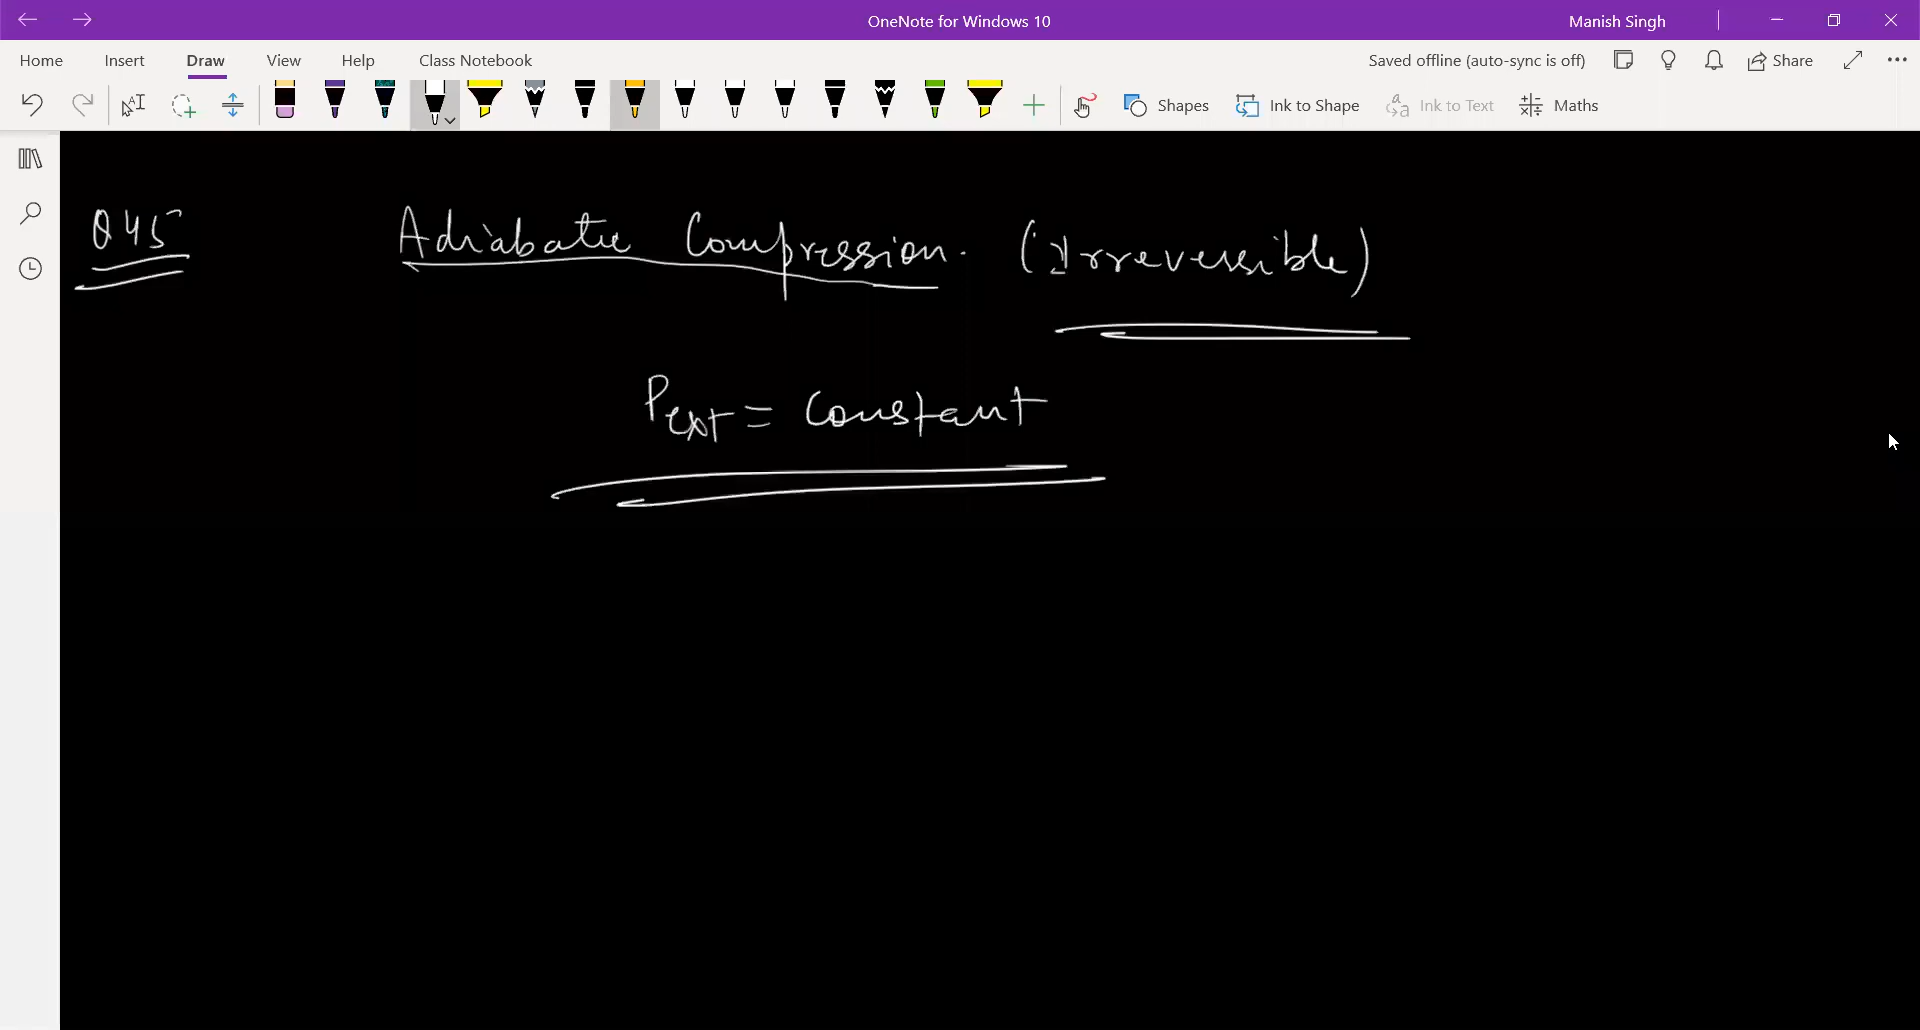 OneNote for Windows 10
Manish Singh
Home Insert Draw View Help Class Notebook
Saved offline (auto-sync is off) Share
Shapes Ink to Shape Ink to Text Maths
Q45 Adiabatic Compression. (Irreversible)
Pext = constant